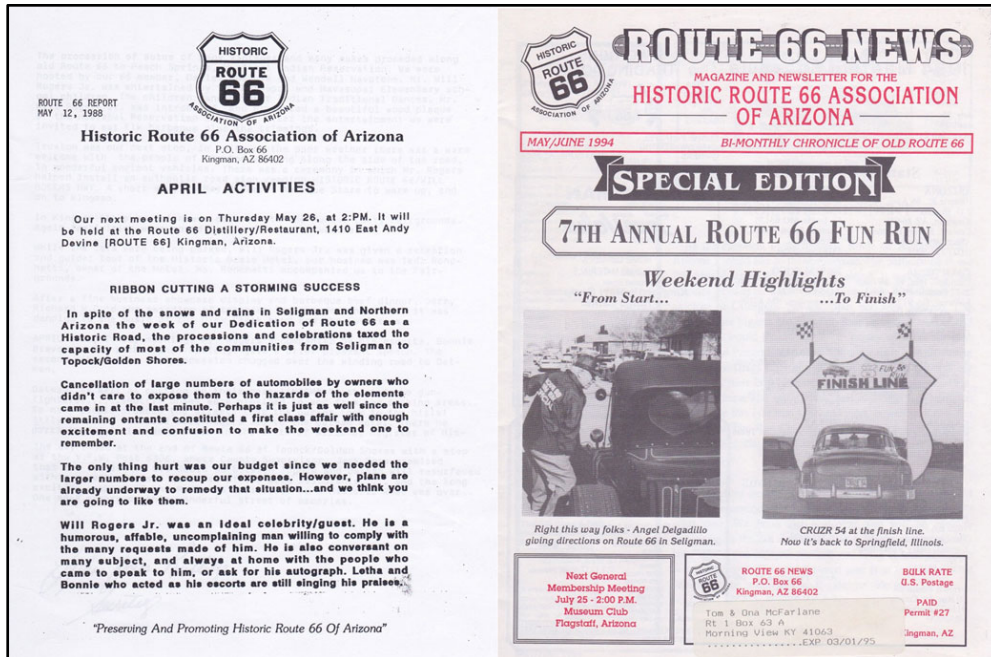 HISTORIC
ROUTE
66
ASSOCIATION OF ARIZONA
ROUTE 66 REPORT
MAY 12, 1988
Historic Route 66 Association of Arizona
P.O. Box 66
Kingman, AZ 86402
APRIL ACTIVITIES
Our next meeting is on Thursday May 26, at 2:PM. It will
be held at the Route 66 Distillery/Restaurant, 1410 East Andy
Devine [ROUTE 66] Kingman, Arizona.
RIBBON CUTTING A STORMING SUCCESS
In spite of the snows and rains in Seligman and Northern
Arizona the week of our Dedication of Route 66 as a
Historic Road, the processions and celebrations taxed the
capacity of most of the communities from Seligman to
Topock/Golden Shores.
Cancellation of large numbers of automobiles by owners who
didn't care to expose them to the hazards of the elements
came in at the last minute. Perhaps it is just as well since the
remaining entrants constituted a first class affair with enough
excitement and confusion to make the weekend one to
remember.
The only thing hurt was our budget since we needed the
larger numbers to recoup our expenses. However, plans are
already underway to remedy that situation...and we think you
are going to like them.
Will Rogers Jr. was an ideal celebrity/guest. He is a
humorous, affable, uncomplaining man willing to comply with
the many requests made of him. He is also conversant on
many subject, and always at home with the people who
came to speak to him, or ask for his autograph. Letha and
Bonnie who acted as his escorts are still singing his praises.
"Preserving And Promoting Historic Route 66 Of Arizona"
HISTORIC
ROUTE
66
ASSOCIATION OF ARIZONA
ROUTE 66 NEWS
MAGAZINE AND NEWSLETTER FOR THE
HISTORIC ROUTE 66 ASSOCIATION
OF ARIZONA
MAY/JUNE 1994 BI-MONTHLY CHRONICLE OF OLD ROUTE 66
SPECIAL EDITION
7TH ANNUAL ROUTE 66 FUN RUN
Weekend Highlights
"From Start... ...To Finish"
FUN RUN
FINISH LINE
Right this way folks - Angel Delgadillo
giving directions on Route 66 in Seligman.
CRUZR 54 at the finish line.
Now it's back to Springfield, Illinois.
Next General
Membership Meeting
July 25 - 2:00 P.M.
Museum Club
Flagstaff, Arizona
HISTORIC
ROUTE
66
ROUTE 66 NEWS
P.O. Box 66
Kingman, AZ 86402
BULK RATE
U.S. Postage
PAID
Permit #27
Kingman, AZ
Tom & Ona McFarlane
Rt 1 Box 63 A
Morning View KY 41063
................EXP 03/01/95